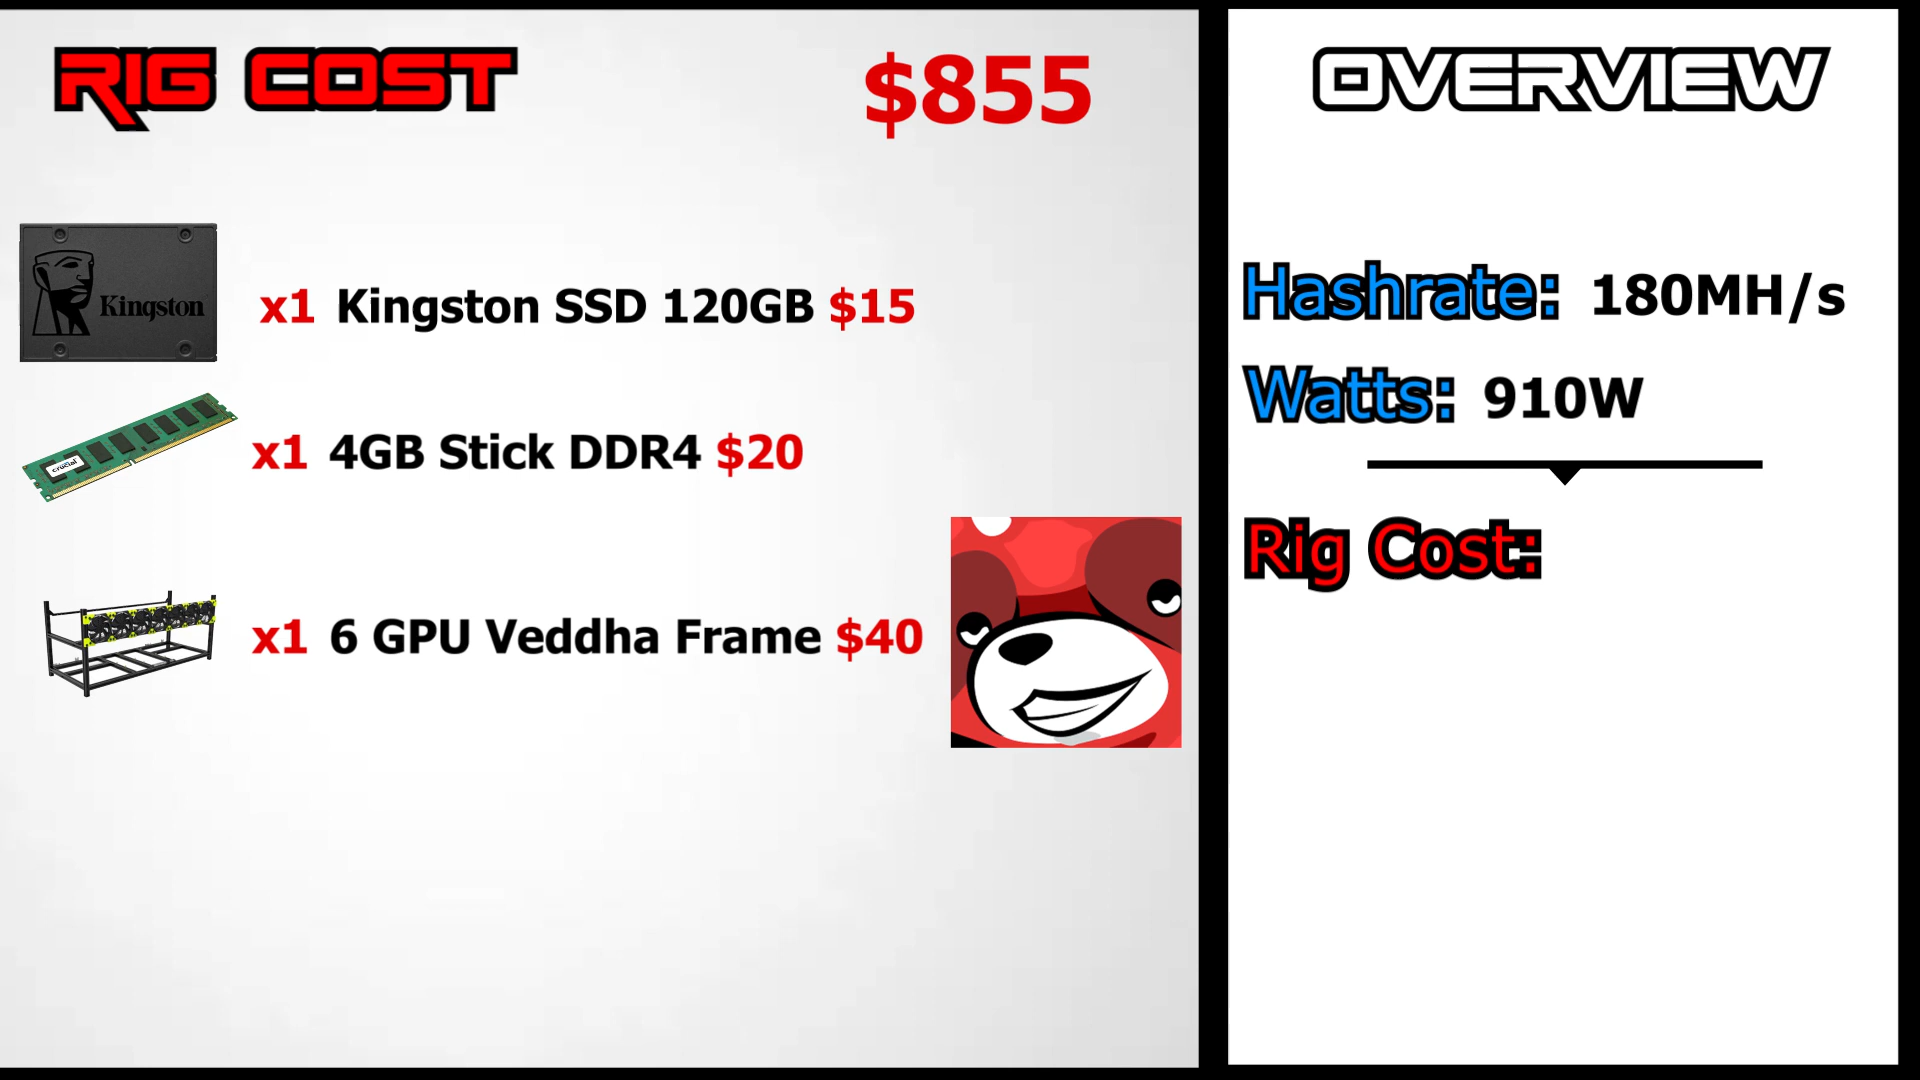 RIG COST
$855
Kingston
x1 Kingston SSD 120GB $15
crucial
x1 4GB Stick DDR4 $20
x1 6 GPU Veddha Frame $40
OVERVIEW
Hashrate: 180MH/s
Watts: 910W
Rig Cost: